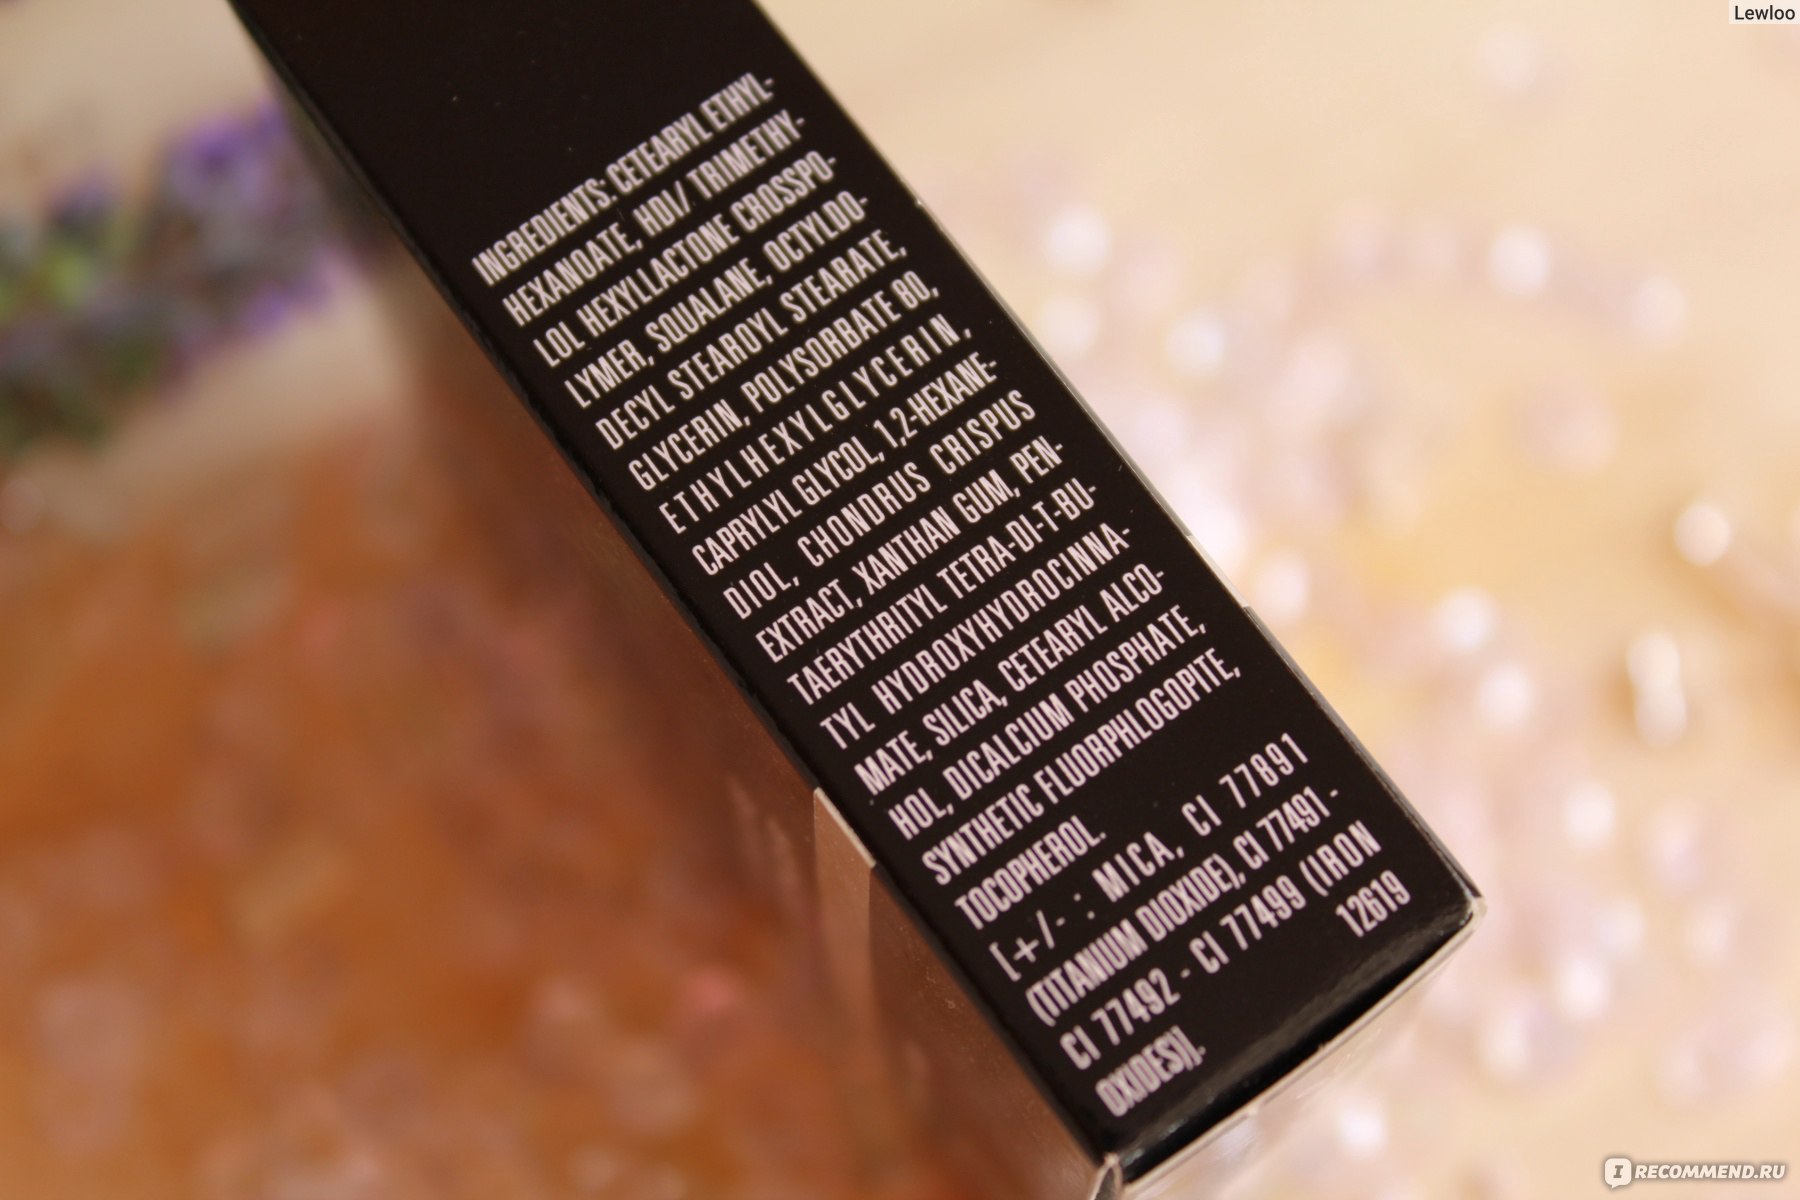 Lewloo
INGREDIENTS: CETEARYL ETHYL-
HEXANOATE, HDI/ TRIMETHY-
LOL HEXYLLACTONE CROSSPO-
LYMER, SQUALANE, OCTYLDO-
DECYL STEAROYL STEARATE,
GLYCERIN, POLYSORBATE 60,
ETHYLHEXYLGLYCERIN,
CAPRYLYL GLYCOL, 1,2-HEXANE-
DIOL, CHONDRUS CRISPUS
EXTRACT, XANTHAN GUM, PEN-
TAERYTHRITYL TETRA-DI-T-BU-
TYL HYDROXYHYDROCINNA-
MATE, SILICA, CETEARYL ALCO-
HOL, DICALCIUM PHOSPHATE,
SYNTHETIC FLUORPHLOGOPITE,
TOCOPHEROL.
[+/- : MICA, CI 77891
(TITANIUM DIOXIDE), CI 77491 -
CI 77492 - CI 77499 (IRON
OXIDES)].
12619
IRECOMMEND.RU